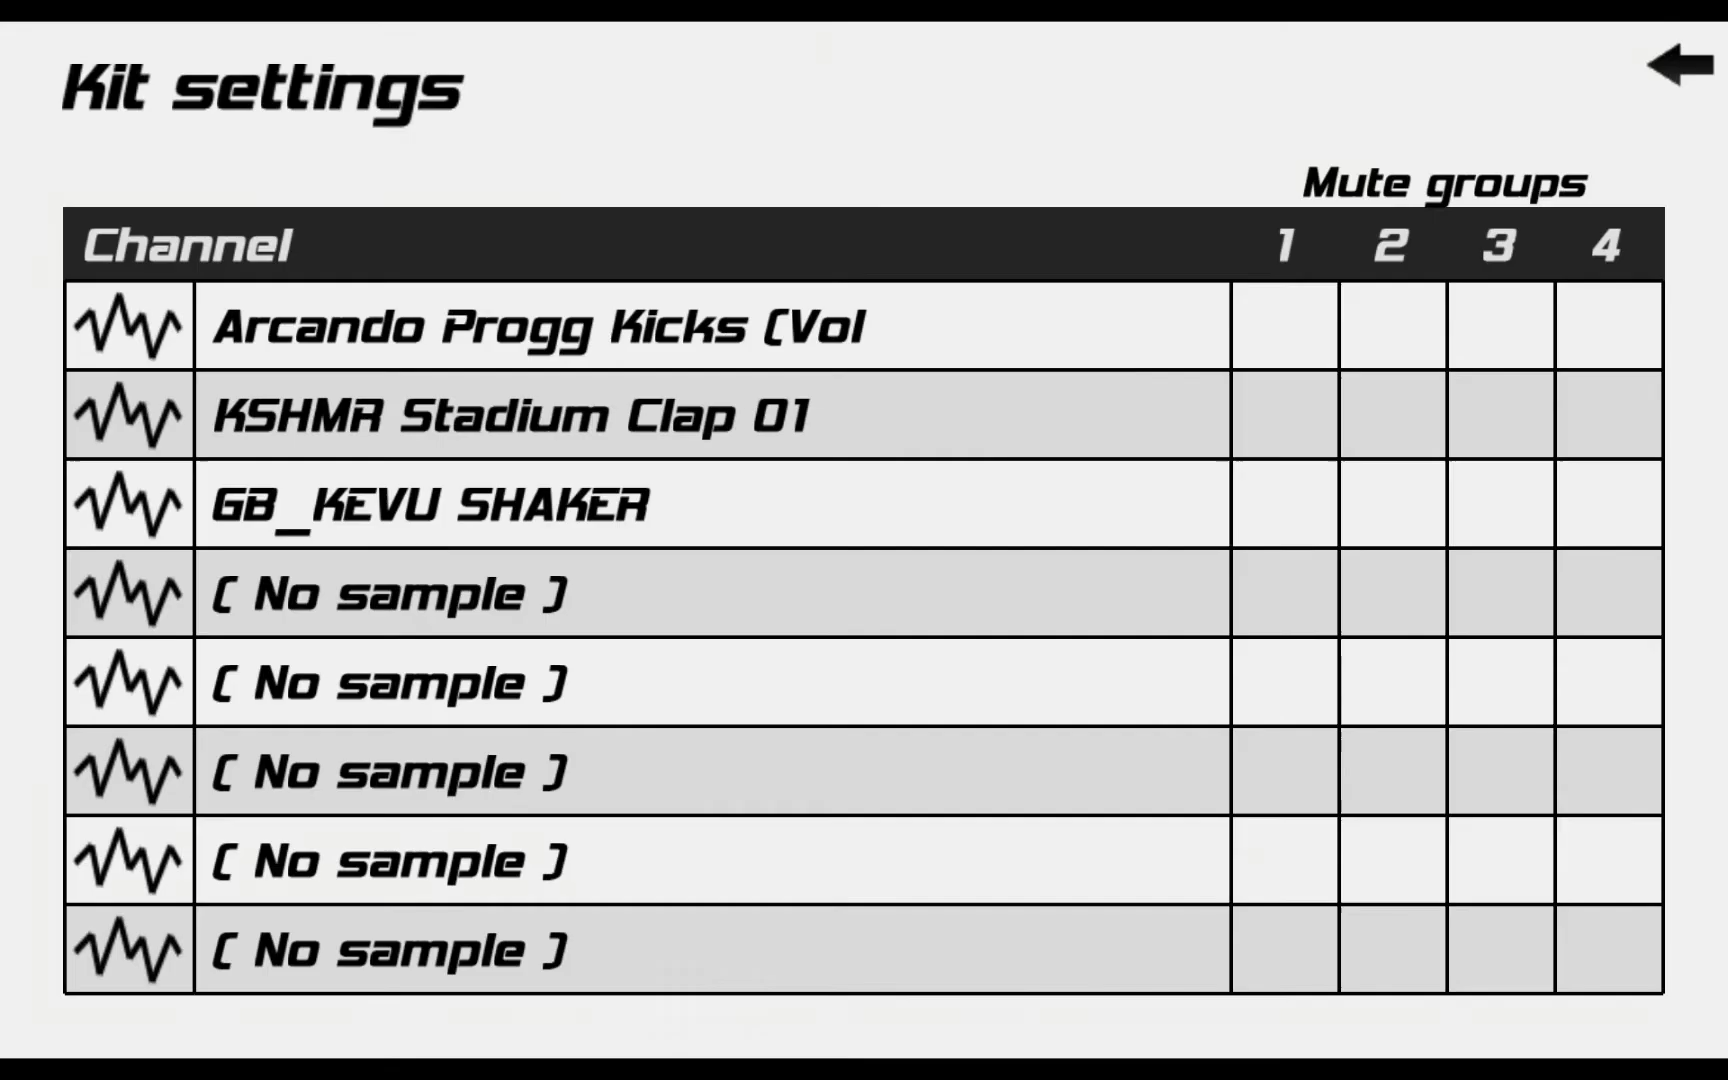 Kit settings
Mute groups
Channel 1 2 3 4
Arcando Progg Kicks (Vol
KSHMR Stadium Clap 01
GB_KEVU SHAKER
( No sample )
( No sample )
( No sample )
( No sample )
( No sample )